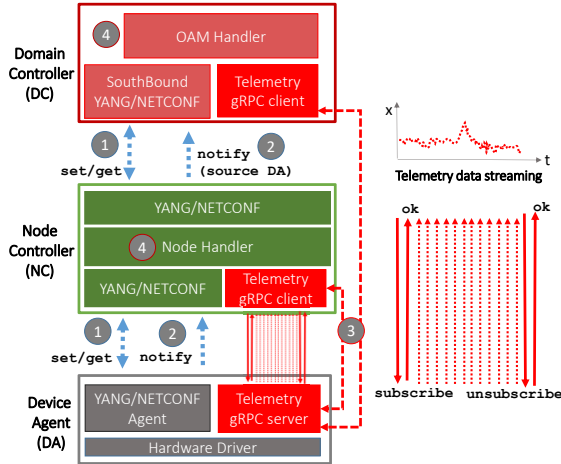 Domain
Controller
(DC)
4
OAM Handler
SouthBound
YANG/NETCONF
Telemetry
gRPC client
1
set/get
notify
(source DA)
2
Node
Controller
(NC)
YANG/NETCONF
4
Node Handler
YANG/NETCONF
Telemetry
gRPC client
1
set/get
2
notify
3
Device
Agent
(DA)
YANG/NETCONF
Agent
Telemetry
gRPC server
Hardware Driver
x
t
Telemetry data streaming
ok
ok
subscribe
unsubscribe